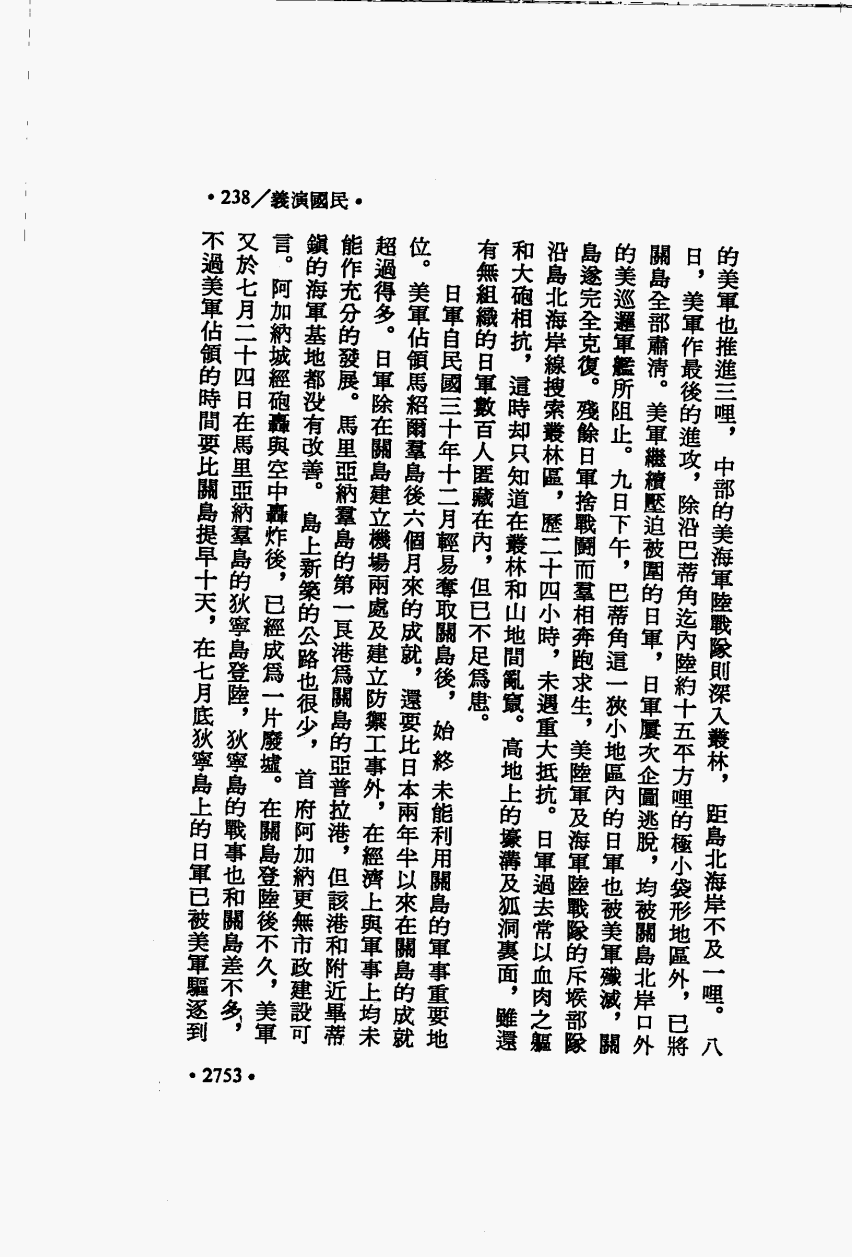 •238／義演國民•
的美軍也推進三哩，中部的美海軍陸戰隊則深入叢林，距島北海岸不及一哩。八
日，美軍作最後的進攻，除沿巴蒂角迄內陸約十五平方哩的極小袋形地區外，已將
關島全部肅淸。美軍繼續壓迫被圍的日軍，日軍屢次企圖逃脫，均被關島北岸口外
的美巡邏軍艦所阻止。九日下午，巴蒂角這一狹小地區內的日軍也被美軍殲滅，關
島遂完全克復。殘餘日軍捨戰鬪而羣相奔跑求生，美陸軍及海軍陸戰隊的斥堠部隊
沿島北海岸線搜索叢林區，歷二十四小時，未遇重大抵抗。日軍過去常以血肉之軀
和大砲相抗，這時却只知道在叢林和山地間亂竄。高地上的壕溝及狐洞裏面，雖還
有無組織的日軍數百人匿藏在內，但已不足爲患。
日軍自民國三十年十二月輕易奪取關島後，始終未能利用關島的軍事重要地
位。美軍佔領馬紹爾羣島後六個月來的成就，還要比日本兩年半以來在關島的成就
超過得多。日軍除在關島建立機場兩處及建立防禦工事外，在經濟上與軍事上均未
能作充分的發展。馬里亞納羣島的第一良港爲關島的亞普拉港，但該港和附近畢蒂
鎭的海軍基地都没有改善。島上新築的公路也很少，首府阿加納更無市政建設可
言。阿加納城經砲轟與空中轟炸後，已經成爲一片廢墟。在關島登陸後不久，美軍
又於七月二十四日在馬里亞納羣島的狄寧島登陸，狄寧島的戰事也和關島差不多，
不過美軍佔領的時間要比關島提早十天，在七月底狄寧島上的日軍已被美軍驅逐到
•2753•